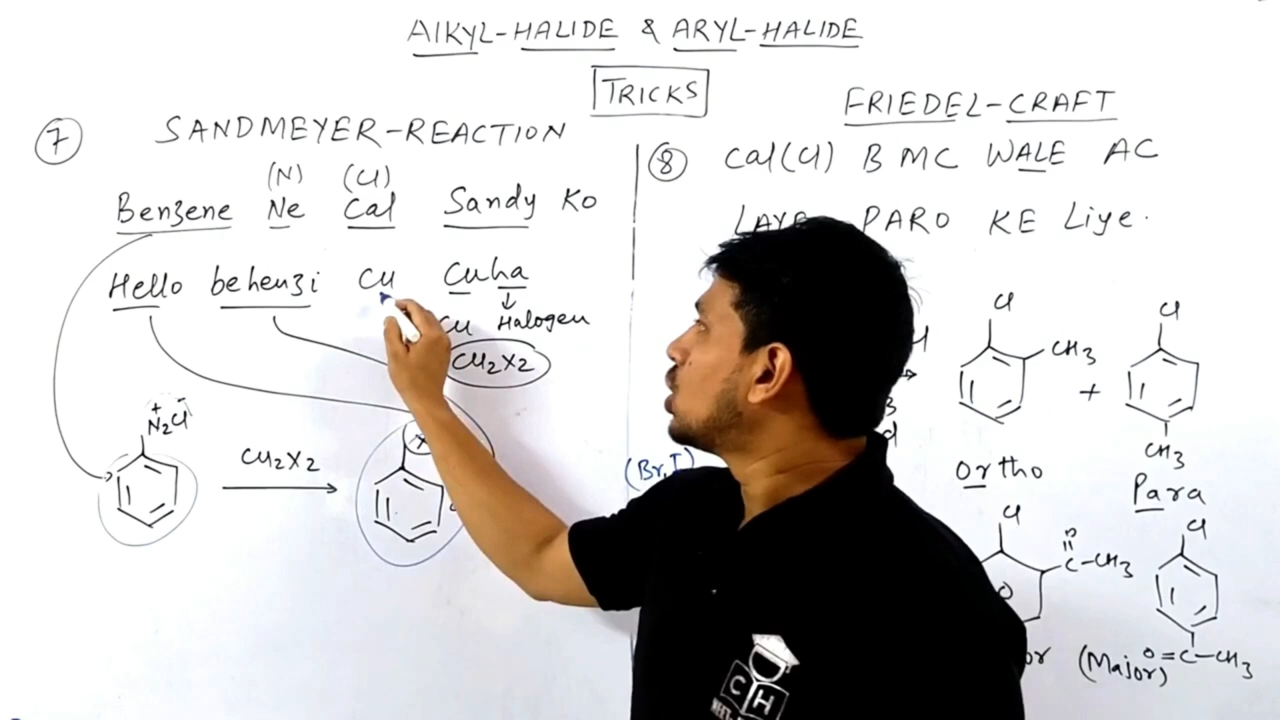 AlKyL-HALIDE & ARYL-HALIDE
TRICKS
7 SANDMEYER-REACTION
(N) (Cl)
Benzene Ne Cal Sandy Ko
Hello behenzi Cu Cuha
Cu Halogen
Cu2X2
N2Cl
+ -
Cu2X2
X
FRIEDEL-CRAFT
8 Cal(Cl) B MC WALE AC
LAYE PARO KE Liye.
Cl
CH3
+
Cl
CH3
(Br, I)
Ortho
Para
Cl
O
C-CH3
Cl
O=C-CH3
(Major)
C H